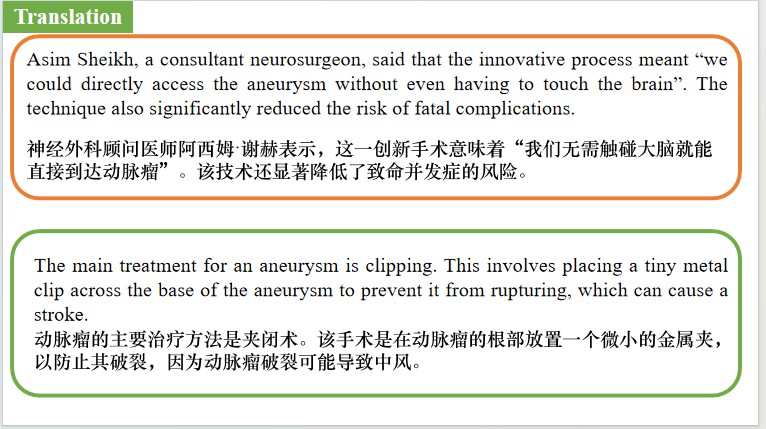 Translation
Asim Sheikh, a consultant neurosurgeon, said that the innovative process meant “we
could directly access the aneurysm without even having to touch the brain”. The
technique also significantly reduced the risk of fatal complications.
神经外科顾问医师阿西姆·谢赫表示，这一创新手术意味着“我们无需触碰大脑就能
直接到达动脉瘤”。该技术还显著降低了致命并发症的风险。
The main treatment for an aneurysm is clipping. This involves placing a tiny metal
clip across the base of the aneurysm to prevent it from rupturing, which can cause a
stroke.
动脉瘤的主要治疗方法是夹闭术。该手术是在动脉瘤的根部放置一个微小的金属夹，
以防止其破裂，因为动脉瘤破裂可能导致中风。